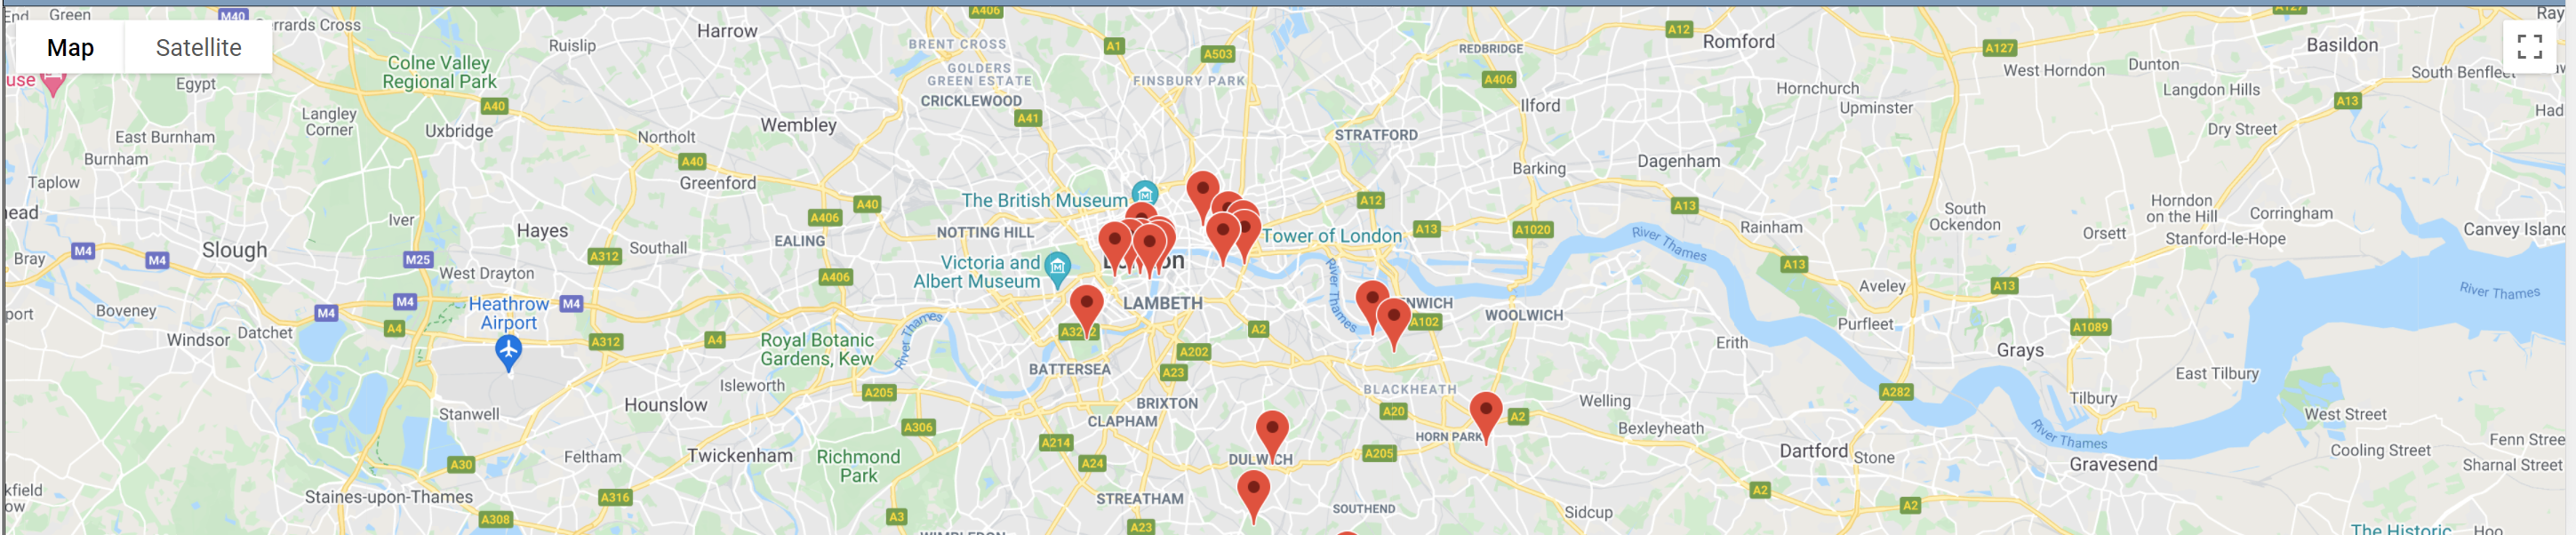 End
Green
M40
rrards Cross
A406
Harrow
Ruislip
BRENT CROSS
A1
A503
REDBRIDGE
A12
Romford
A127
A127
Basildon
Ray
Map
Satellite
use
Egypt
Colne Valley
Regional Park
A40
GOLDERS
GREEN ESTATE
CRICKLEWOOD
FINSBURY PARK
A406
Ilford
West Horndon
Dunton
South Benfleet
Hornchurch
Upminster
Langdon Hills
A13
Had
Langley
Corner
Uxbridge
East Burnham
Burnham
Northolt
Wembley
A41
STRATFORD
Dry Street
Taplow
A40
Greenford
Barking
Dagenham
ead
Iver
A406
A40
The British Museum
A12
A13
South
Ockendon
Horndon
on the Hill
Corringham
Slough
Hayes
Southall
EALING
NOTTING HILL
Tower of London
A13
A1020
River Thames
Rainham
Orsett
Stanford-le-Hope
Canvey Islanc
Bray
M4
M4
M25
A312
West Drayton
A406
Victoria and
Albert Museum
A13
Aveley
A13
River Thames
port
Boveney
M4
M4
A4
Heathrow
Airport
M4
LAMBETH
River Thames
NWICH
A102
WOOLWICH
Purfleet
A1089
Windsor
Datchet
A312
A4
Royal Botanic
Gardens, Kew
River Thames
A2
Erith
Grays
Isleworth
BATTERSEA
A202
A23
BLACKHEATH
East Tilbury
Stanwell
Hounslow
A205
BRIXTON
CLAPHAM
A20
Welling
A282
Tilbury
West Street
A306
A214
HORN PARK
A2
Bexleyheath
River Thames
A30
Feltham
Twickenham
Richmond
Park
A24
DULWICH
A205
Dartford
Stone
Gravesend
Cooling Street
Fenn Stree
Sharnal Street
kfield
ow
Staines-upon-Thames
A316
STREATHAM
SOUTHEND
Sidcup
A2
A2
A308
A3
A23
The Historic
Hoo